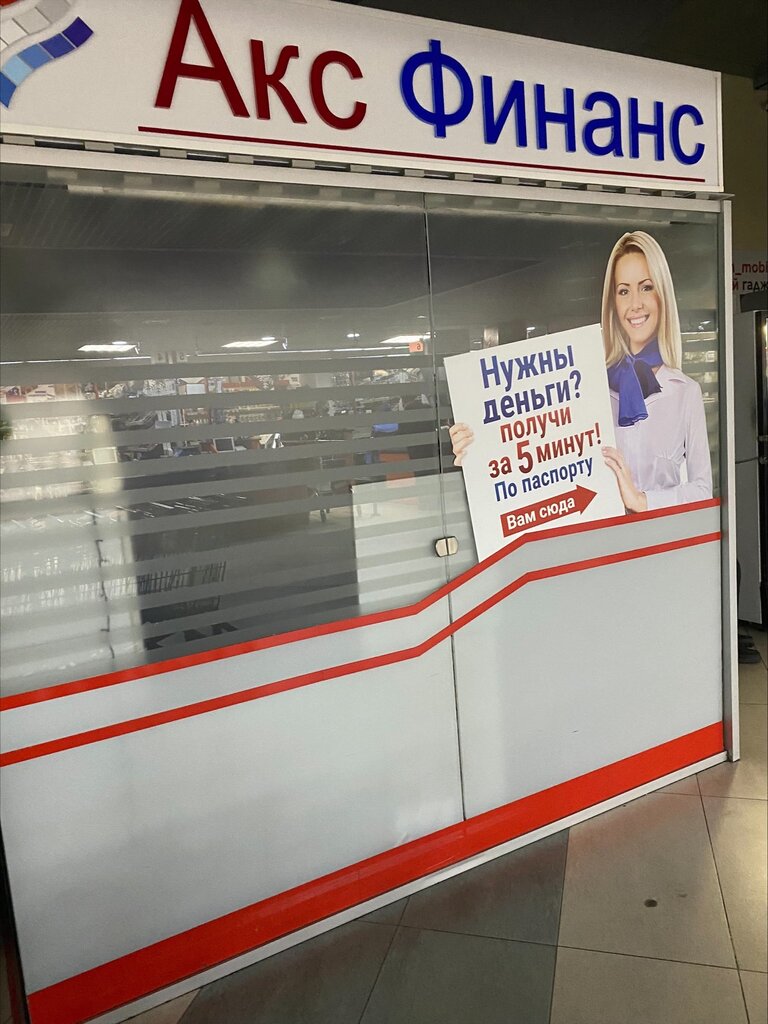 Акс Финанс
Нужны
деньги?
получи
за 5 минут!
По паспорту
Вам сюда